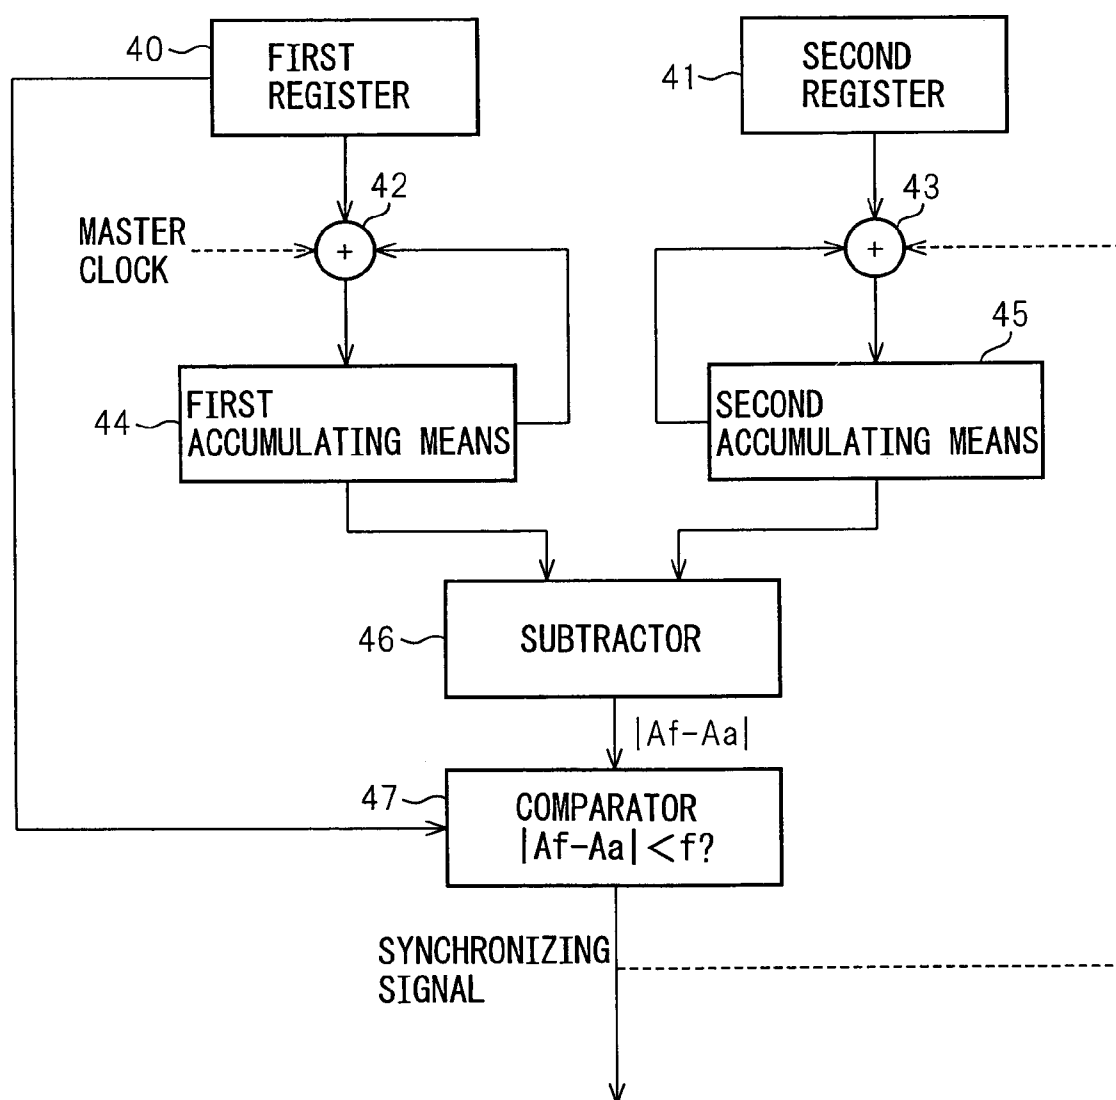 40
FIRST
REGISTER
41
SECOND
REGISTER
42
43
MASTER
CLOCK
+
+
45
44
FIRST
ACCUMULATING MEANS
SECOND
ACCUMULATING MEANS
46
SUBTRACTOR
|Af-Aa|
47
COMPARATOR
|Af-Aa|<f?
SYNCHRONIZING
SIGNAL